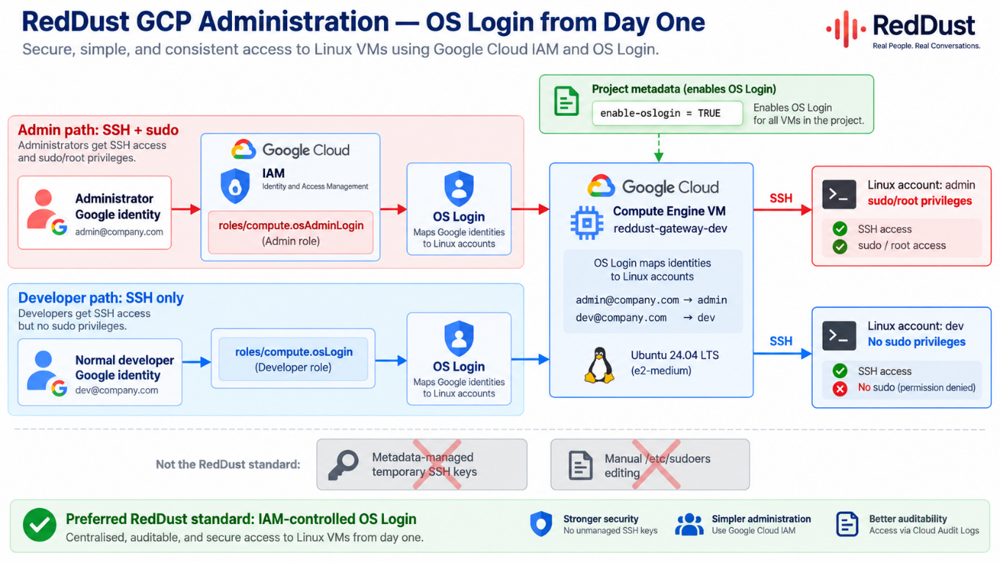 RedDust GCP Administration — OS Login from Day One
Secure, simple, and consistent access to Linux VMs using Google Cloud IAM and OS Login.
RedDust
Real People. Real Conversations.
Project metadata (enables OS Login)
enable-oslogin = TRUE
Enables OS Login
for all VMs in the project.
Admin path: SSH + sudo
Administrators get SSH access
and sudo/root privileges.
Administrator
Google identity
admin@company.com
Google Cloud
IAM
Identity and Access Management
roles/compute.osAdminLogin
(Admin role)
OS Login
Maps Google identities
to Linux accounts
Developer path: SSH only
Developers get SSH access
but no sudo privileges.
Normal developer
Google identity
dev@company.com
roles/compute.osLogin
(Developer role)
OS Login
Maps Google identities
to Linux accounts
Google Cloud
Compute Engine VM
reddust-gateway-dev
OS Login maps identities
to Linux accounts
admin@company.com → admin
dev@company.com → dev
Ubuntu 24.04 LTS
(e2-medium)
SSH
Linux account: admin
sudo/root privileges
SSH access
sudo / root access
SSH
Linux account: dev
No sudo privileges
SSH access
No sudo (permission denied)
Not the RedDust standard:
Metadata-managed
temporary SSH keys
Manual /etc/sudoers
editing
Preferred RedDust standard: IAM-controlled OS Login
Centralised, auditable, and secure access to Linux VMs from day one.
Stronger security
No unmanaged SSH keys
Simpler administration
Use Google Cloud IAM
Better auditability
Access via Cloud Audit Logs